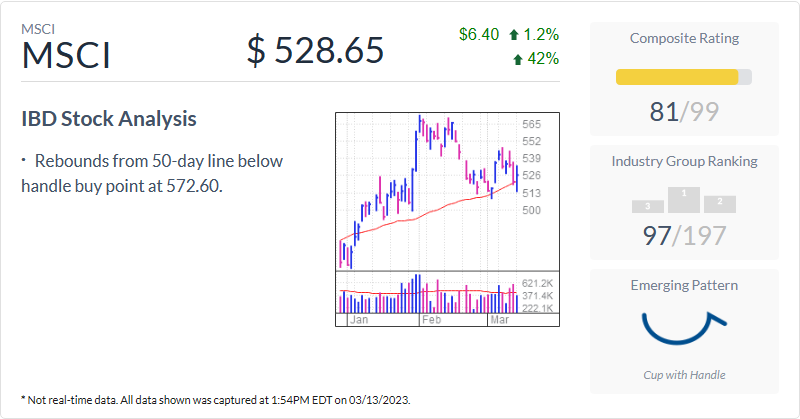 MSCI
MSCI
$ 528.65
$6.40 1.2%
42%
IBD Stock Analysis
· Rebounds from 50-day line below
handle buy point at 572.60.
565
552
539
526
513
500
621.2K
371.4K
222.1K
Jan Feb Mar
Composite Rating
81/99
Industry Group Ranking
3 1 2
97/197
Emerging Pattern
Cup with Handle
* Not real-time data. All data shown was captured at 1:54PM EDT on 03/13/2023.